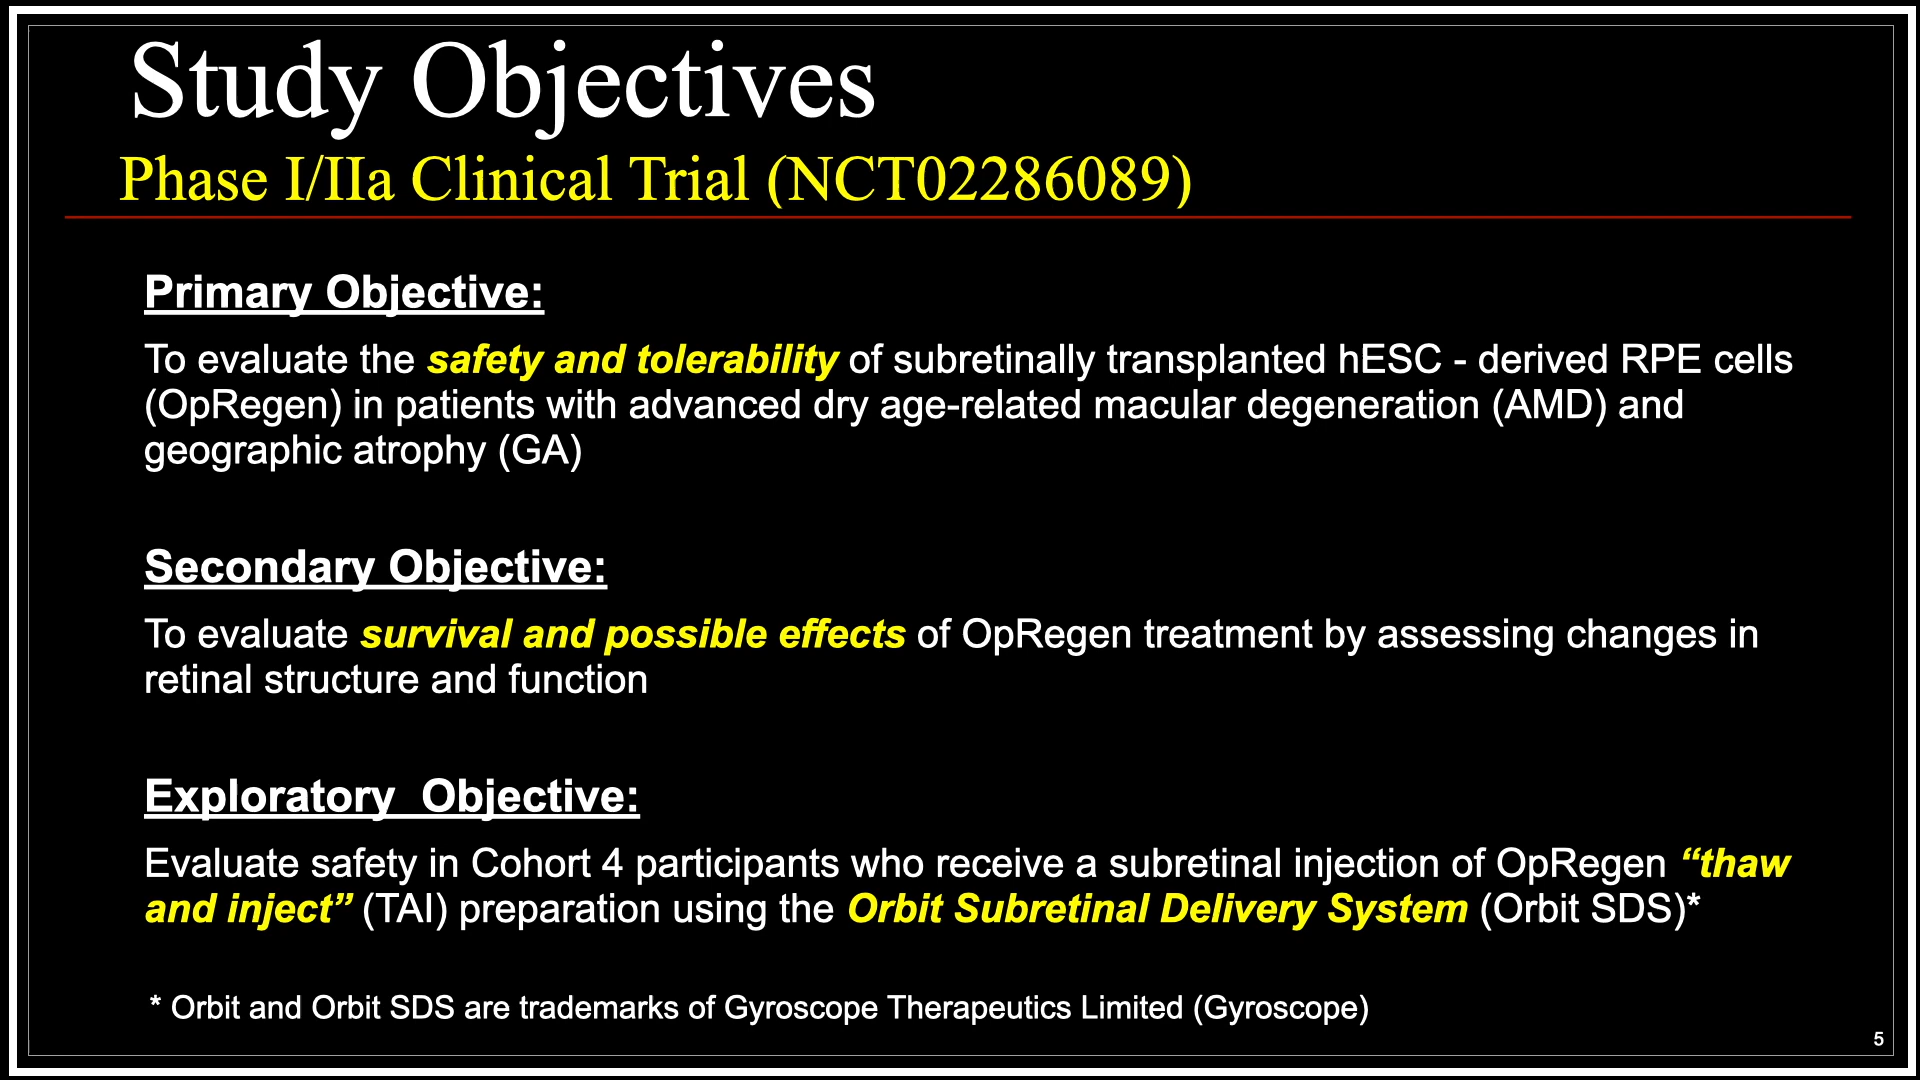 Study Objectives
Phase I/IIa Clinical Trial (NCT02286089)
Primary Objective:
To evaluate the safety and tolerability of subretinally transplanted hESC - derived RPE cells
(OpRegen) in patients with advanced dry age-related macular degeneration (AMD) and
geographic atrophy (GA)
Secondary Objective:
To evaluate survival and possible effects of OpRegen treatment by assessing changes in
retinal structure and function
Exploratory  Objective:
Evaluate safety in Cohort 4 participants who receive a subretinal injection of OpRegen “thaw
and inject” (TAI) preparation using the Orbit Subretinal Delivery System (Orbit SDS)*
* Orbit and Orbit SDS are trademarks of Gyroscope Therapeutics Limited (Gyroscope)
5